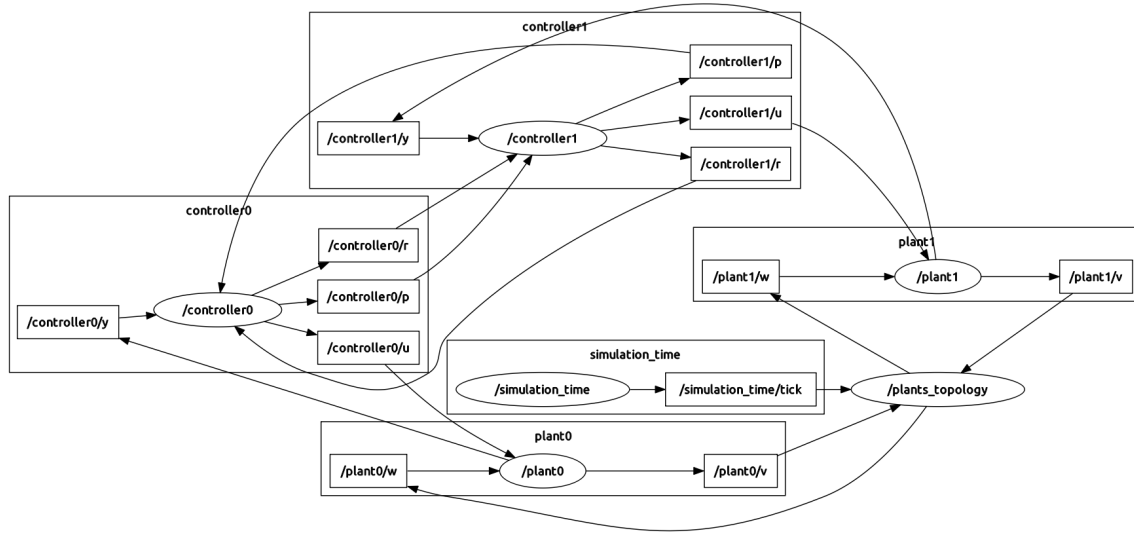 controller1
/controller1/p
/controller1/u
/controller1/y
/controller1
/controller1/r
controller0
/controller0/r
/controller0/p
/controller0
/controller0/y
/controller0/u
plant1
/plant1/w
/plant1
/plant1/v
simulation_time
/simulation_time
/simulation_time/tick
/plants_topology
plant0
/plant0/w
/plant0
/plant0/v